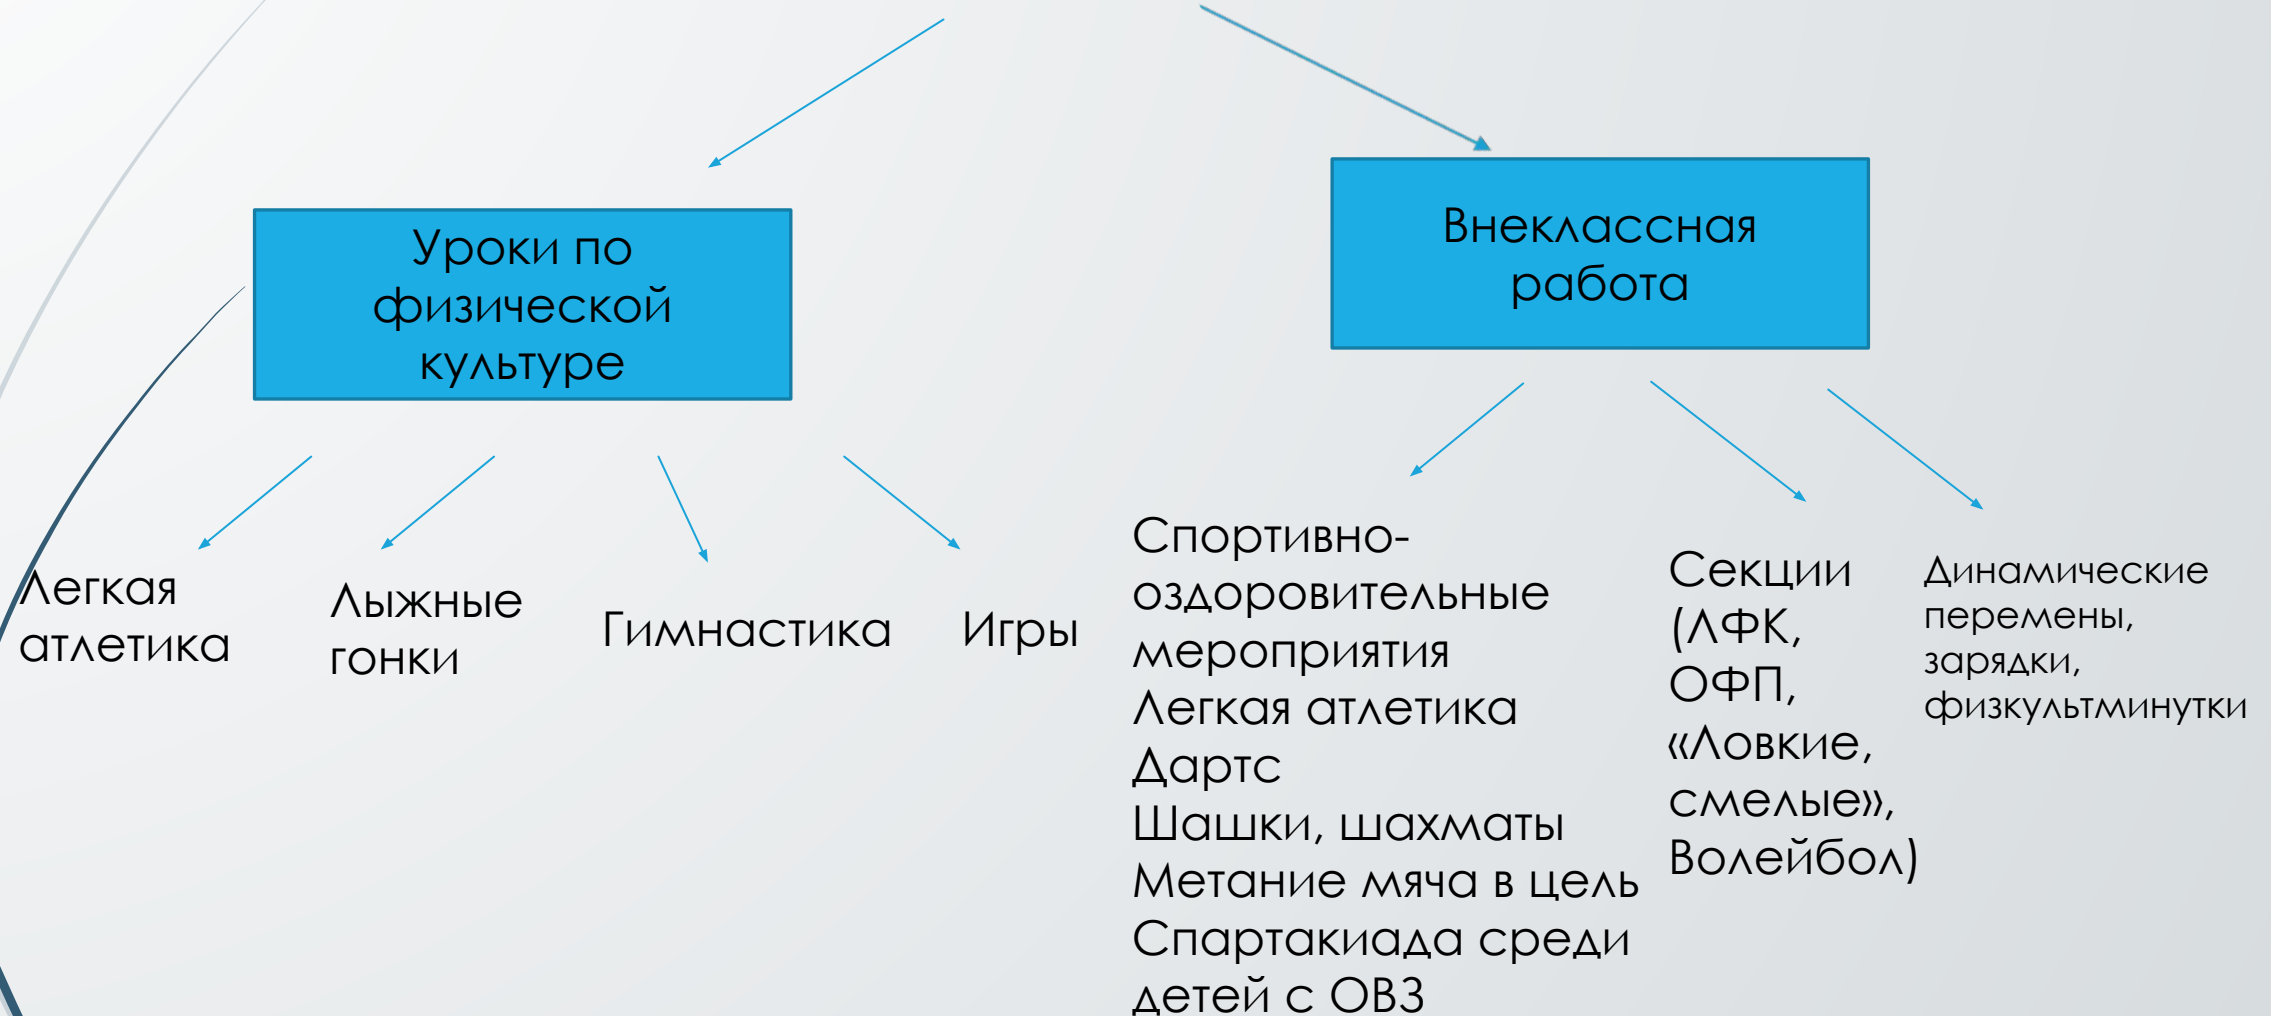 Уроки по
физической
культуре
Внеклассная
работа
Легкая
атлетика
Лыжные
гонки
Гимнастика
Игры
Спортивно-
оздоровительные
мероприятия
Легкая атлетика
Дартс
Шашки, шахматы
Метание мяча в цель
Спартакиада среди
детей с ОВЗ
Секции
(ЛФК,
ОФП,
«Ловкие,
смелые»,
Волейбол)
Динамические
перемены,
зарядки,
физкультминутки